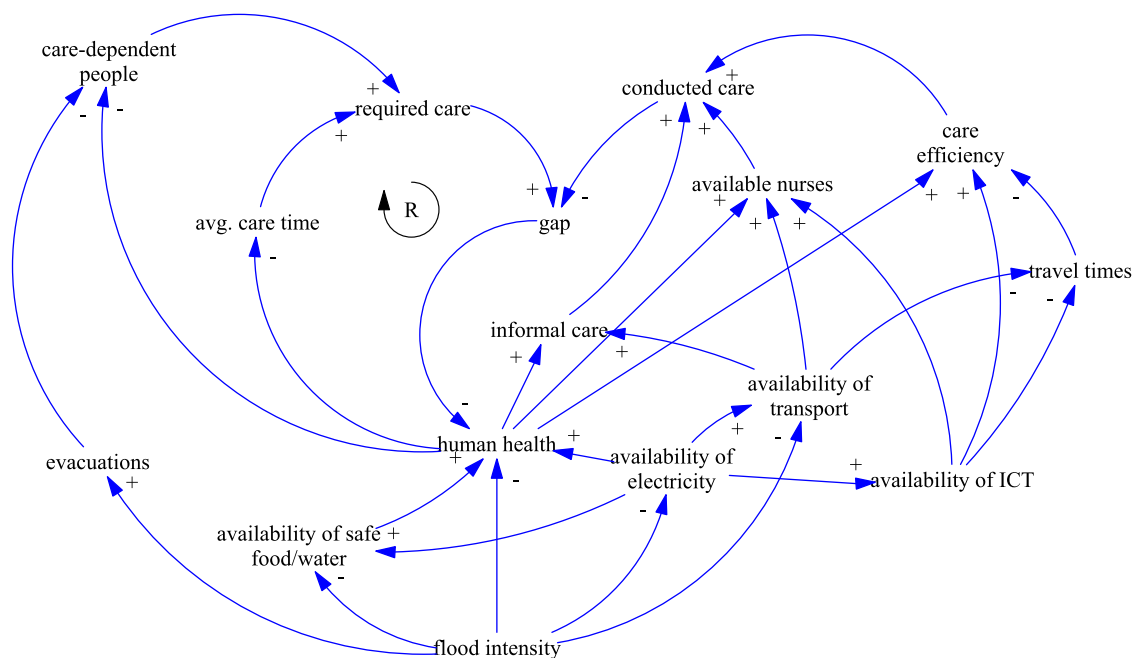 care-dependent
people
-
-
+
required care
+
conducted care
+
+
+
care
efficiency
+
+
-
available nurses
+
+
+
avg. care time
-
R
+
-
gap
travel times
-
-
informal care
+
+
availability of
transport
-
+
-
human health
+
+
-
availability of
electricity
-
+
availability of ICT
evacuations
+
availability of safe
food/water
+
-
flood intensity